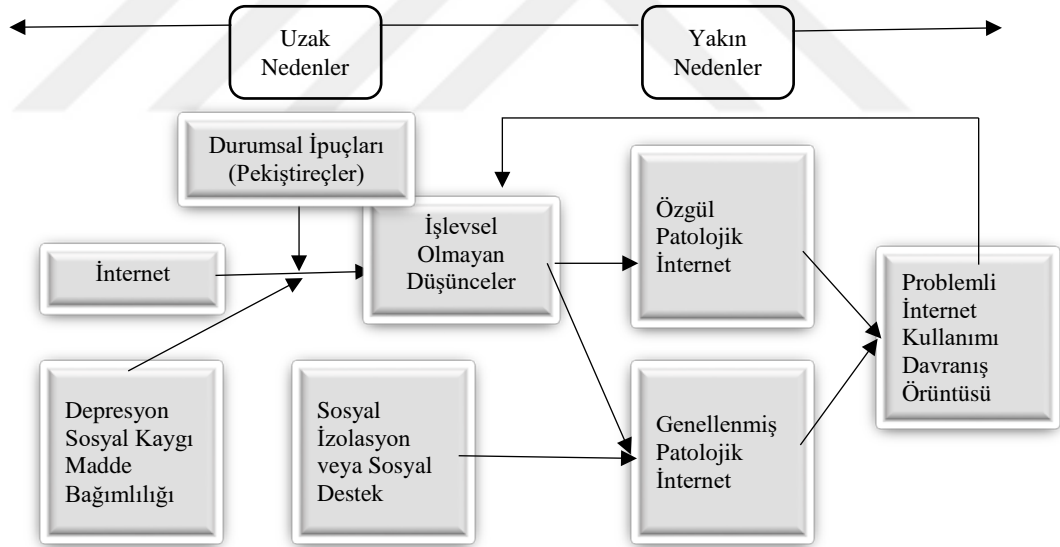 Uzak
Nedenler
Yakın
Nedenler
Durumsal İpuçları
(Pekiştireçler)
İşlevsel
Olmayan
Düşünceler
Özgül
Patolojik
İnternet
İnternet
Problemli
İnternet
Kullanımı
Davranış
Örüntüsü
Depresyon
Sosyal Kaygı
Madde
Bağımlılığı
Sosyal
İzolasyon
veya Sosyal
Destek
Genellenmiş
Patolojik
İnternet